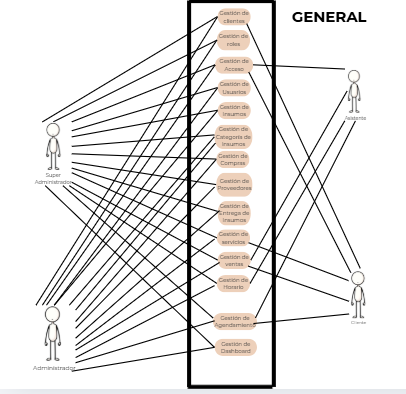 GENERAL
Gestión de
clientes
Gestión de
roles
Gestión de
Acceso
Gestión de
Usuarios
Gestión de
insumos
Gestión de
Categoría de
insumos
Gestión de
Compras
Gestión de
Proveedores
Gestión de
Entrega de
insumos
Gestión de
servicios
Gestión de
ventas
Gestión de
Horario
Gestión de
Agendamiento
Gestión de
Dashboard
Super
Administrador
Administrador
Asistente
Cliente